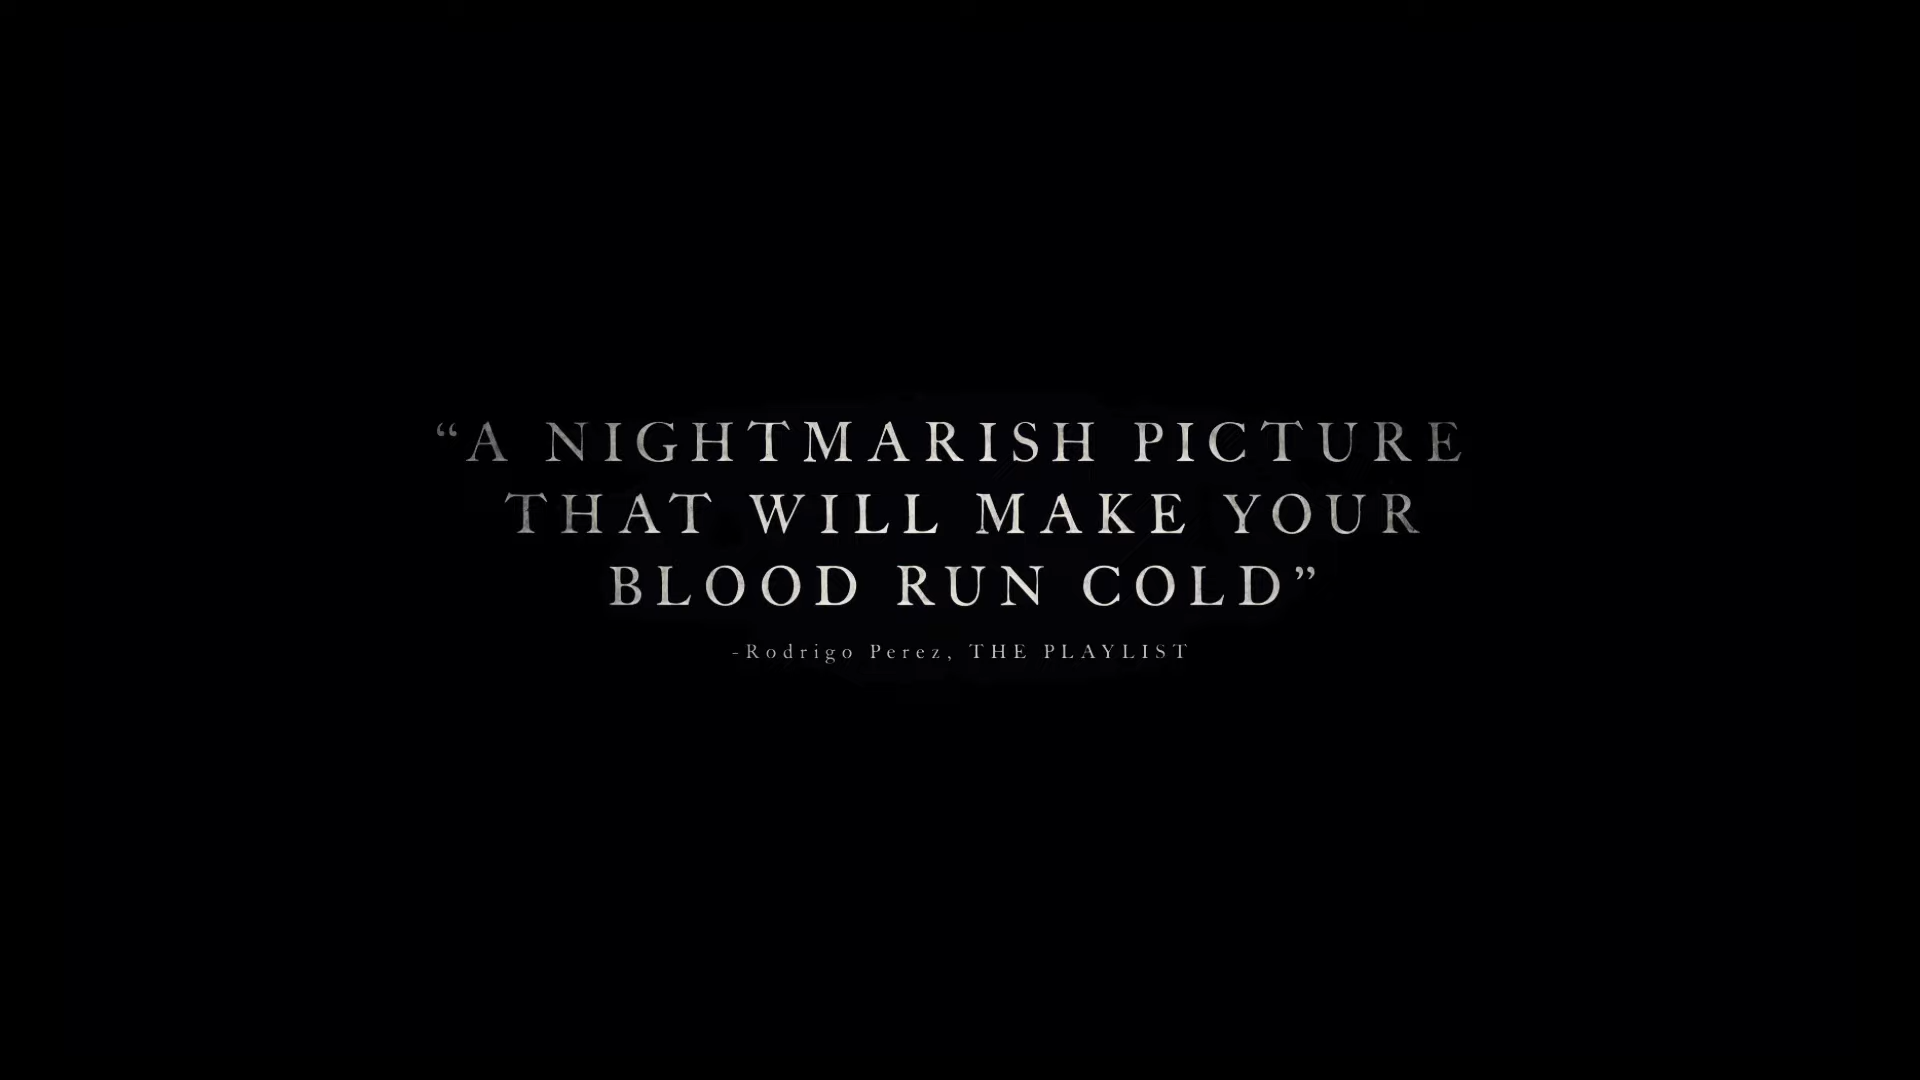 “A NIGHTMARISH PICTURE
THAT WILL MAKE YOUR
BLOOD RUN COLD”
-Rodrigo Perez, THE PLAYLIST